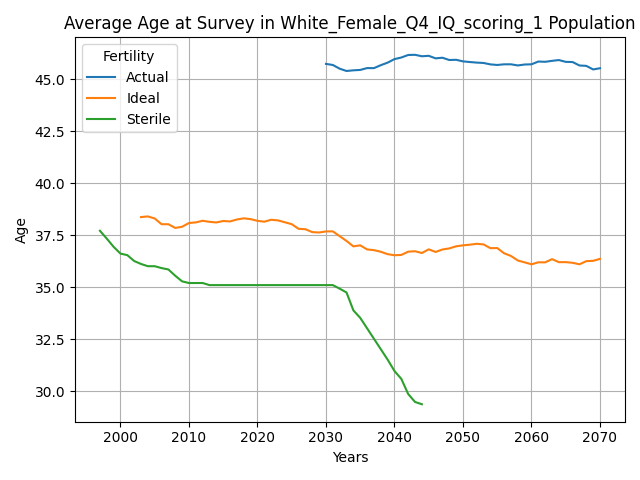 Average Age at Survey in White_Female_Q4_IQ_scoring_1 Population
Fertility
Actual
Ideal
Sterile
45.0
42.5
40.0
37.5
35.0
32.5
30.0
Age
2000 2010 2020 2030 2040 2050 2060 2070
Years